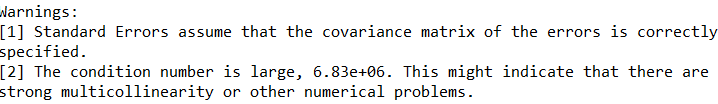 Warnings:
[1] Standard Errors assume that the covariance matrix of the errors is correctly
specified.
[2] The condition number is large, 6.83e+06. This might indicate that there are
strong multicollinearity or other numerical problems.